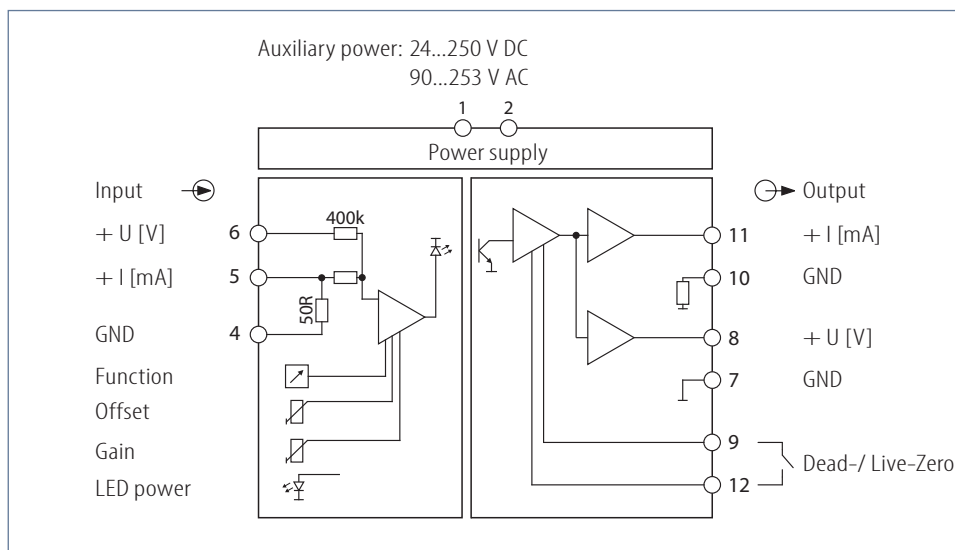 Auxiliary power: 24...250 V DC
90...253 V AC
1 2
Power supply
Input
Output
+ U [V] 6 400k
11 + I [mA]
+ I [mA] 5
10 GND
50R
GND 4
8 + U [V]
Function
7 GND
Offset
Gain
9
Dead-/ Live-Zero
LED power
12